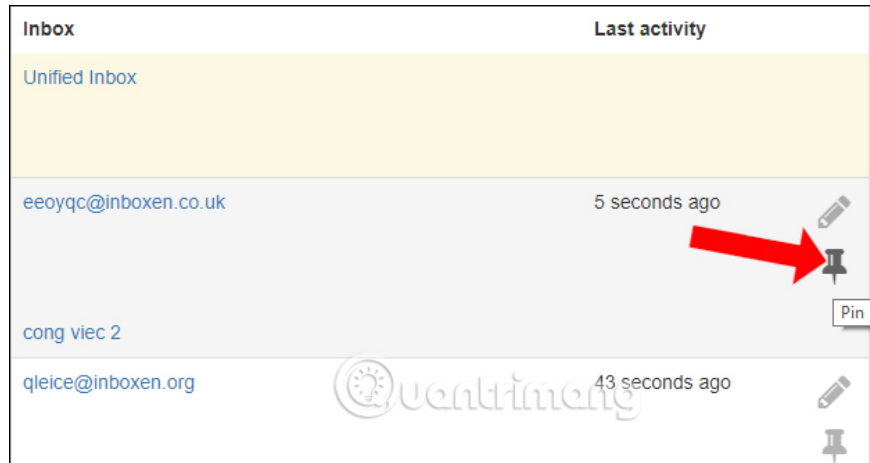 Inbox Last activity
Unified Inbox
eeoyqc@inboxen.co.uk 5 seconds ago
Pin
cong viec 2
qleice@inboxen.org 43 seconds ago
Quantrimang